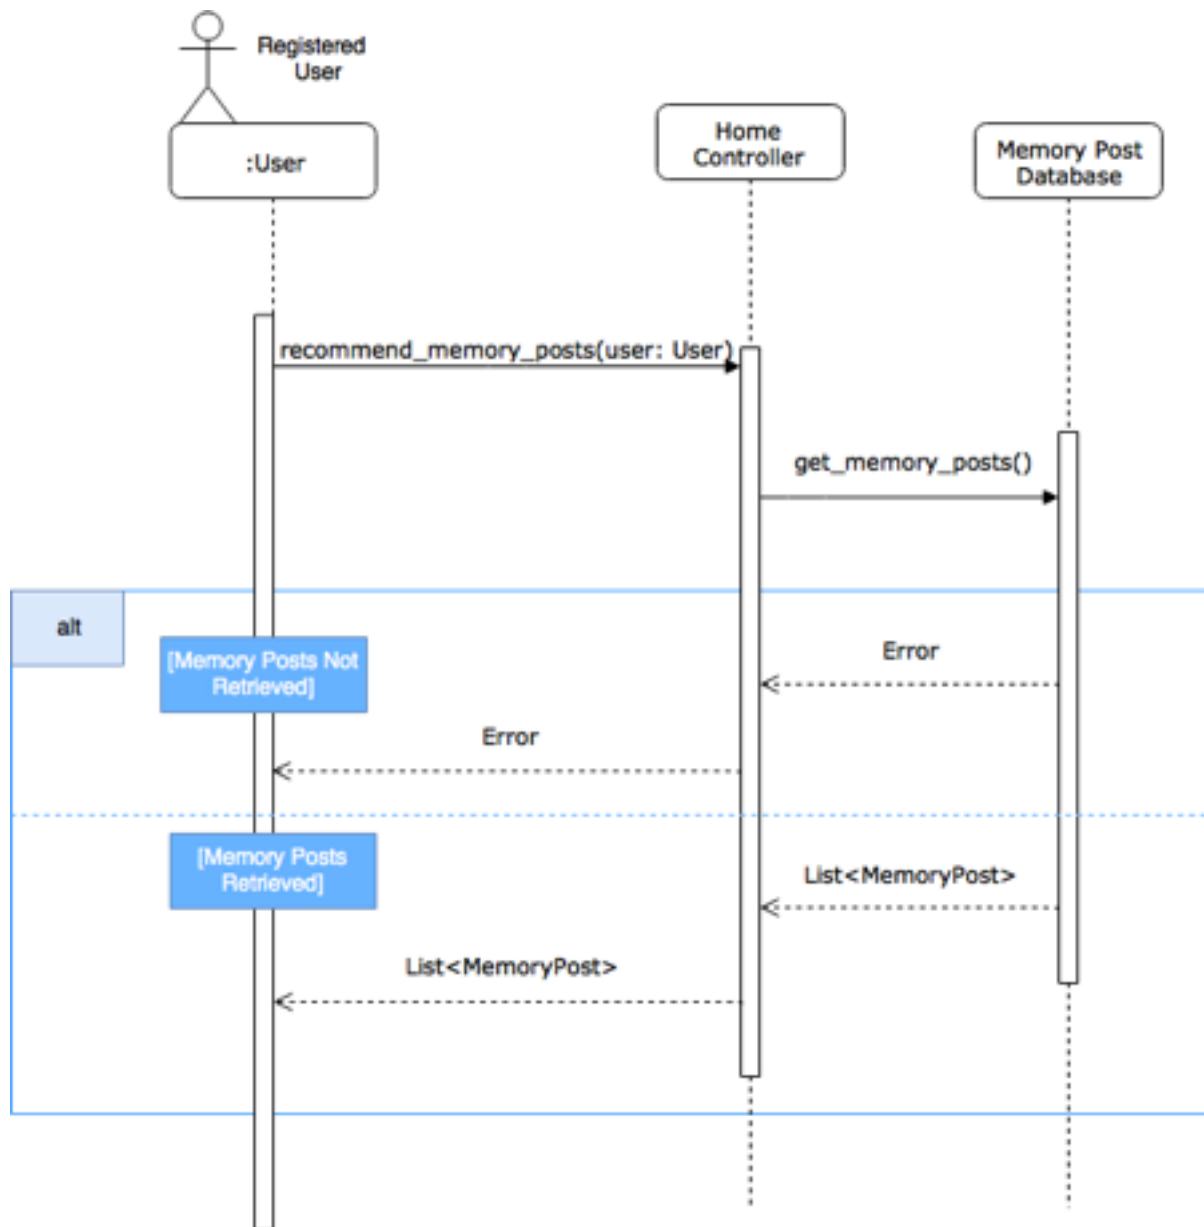 Registered
User
:User
Home
Controller
Memory Post
Database
recommend_memory_posts(user: User)
get_memory_posts()
alt
[Memory Posts Not
Retrieved]
Error
Error
[Memory Posts
Retrieved]
List<MemoryPost>
List<MemoryPost>